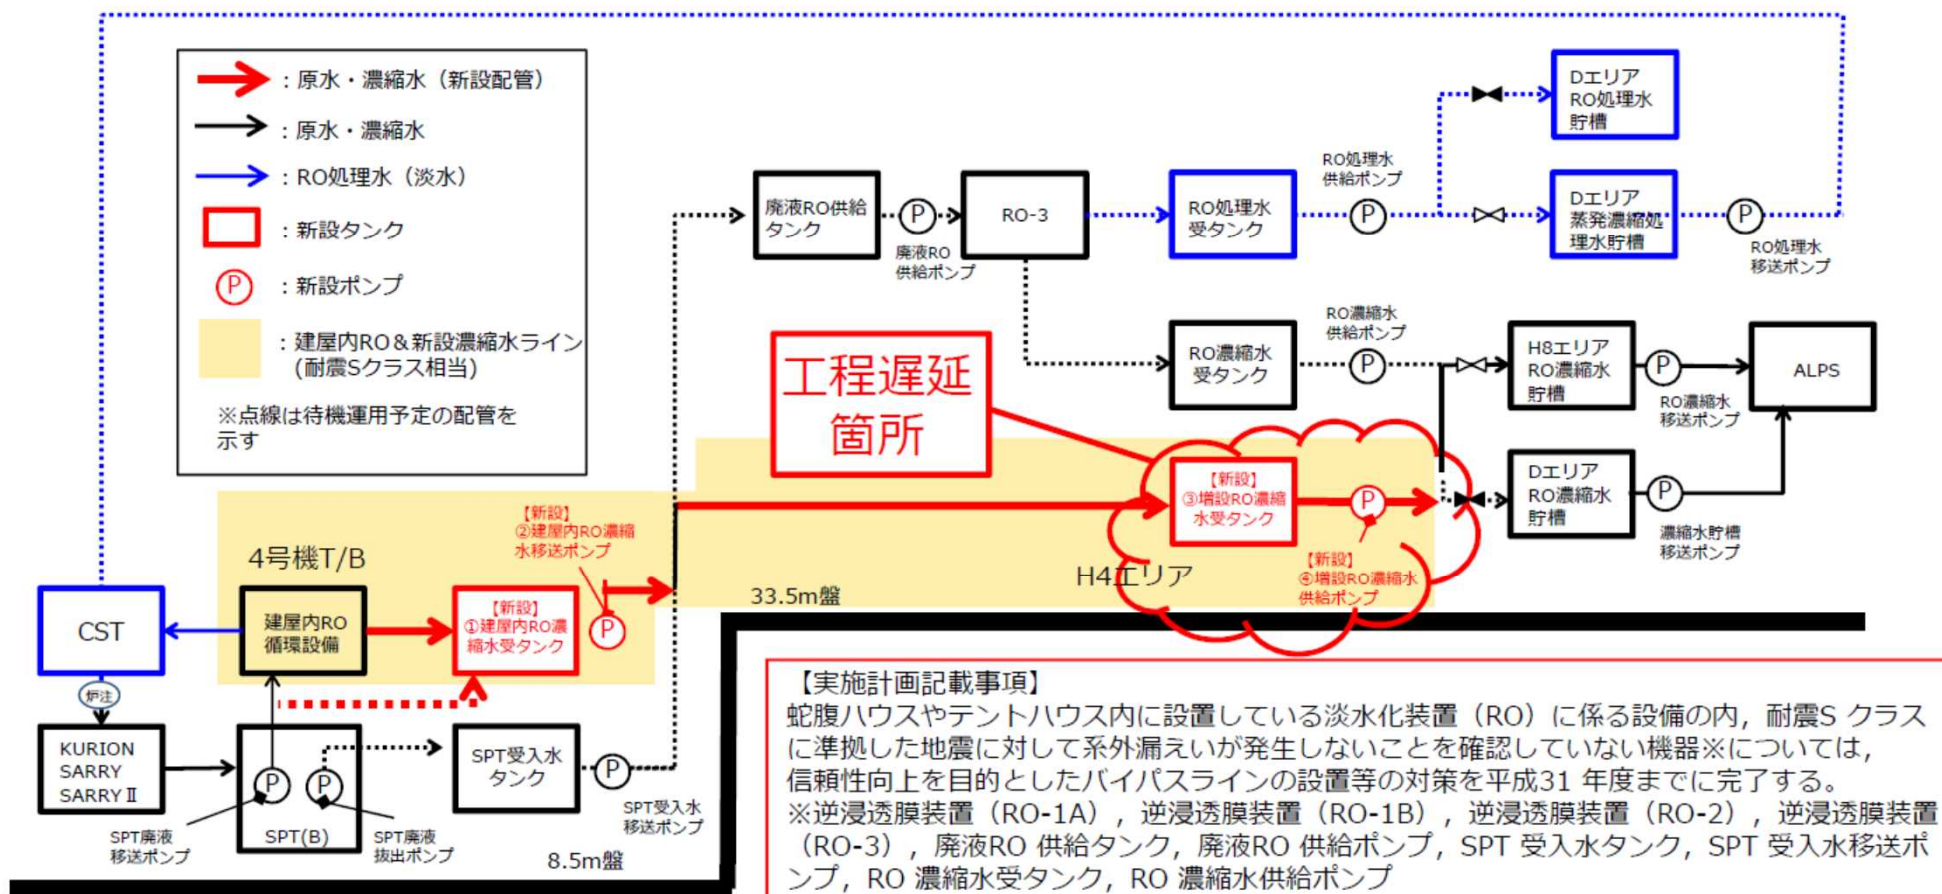 ：原水・濃縮水（新設配管）
：原水・濃縮水
：RO処理水（淡水）
：新設タンク
P
：新設ポンプ
：建屋内RO＆新設濃縮水ライン
(耐震Sクラス相当)
※点線は待機運用予定の配管を
示す
廃液RO供給
タンク
P
廃液RO
供給ポンプ
RO-3
RO処理水
受タンク
RO処理水
供給ポンプ
P
Dエリア
RO処理水
貯槽
Dエリア
蒸発濃縮処
理水貯槽
P
RO処理水
移送ポンプ
RO濃縮水
受タンク
RO濃縮水
供給ポンプ
P
H8エリア
RO濃縮水
貯槽
P
RO濃縮水
移送ポンプ
ALPS
工程遅延
箇所
【新設】
③増設RO濃縮
水受タンク
P
【新設】
④増設RO濃縮水
供給ポンプ
H4エリア
Dエリア
RO濃縮水
貯槽
P
濃縮水貯槽
移送ポンプ
33.5m盤
4号機T/B
【新設】
②建屋内RO濃縮
水移送ポンプ
P
CST
建屋内RO
循環設備
【新設】
①建屋内RO濃
縮水受タンク
炉注
KURION
SARRY
SARRYⅡ
P
P
SPT(B)
SPT廃液
移送ポンプ
SPT廃液
抜出ポンプ
SPT受入水
タンク
P
SPT受入水
移送ポンプ
8.5m盤
【実施計画記載事項】
蛇腹ハウスやテントハウス内に設置している淡水化装置（RO）に係る設備の内，耐震S クラス
に準拠した地震に対して系外漏えいが発生しないことを確認していない機器※については，
信頼性向上を目的としたバイパスラインの設置等の対策を平成31 年度までに完了する。
※逆浸透膜装置（RO-1A），逆浸透膜装置（RO-1B），逆浸透膜装置（RO-2），逆浸透膜装置
（RO-3），廃液RO 供給タンク，廃液RO 供給ポンプ，SPT 受入水タンク，SPT 受入水移送ポ
ンプ，RO 濃縮水受タンク，RO 濃縮水供給ポンプ